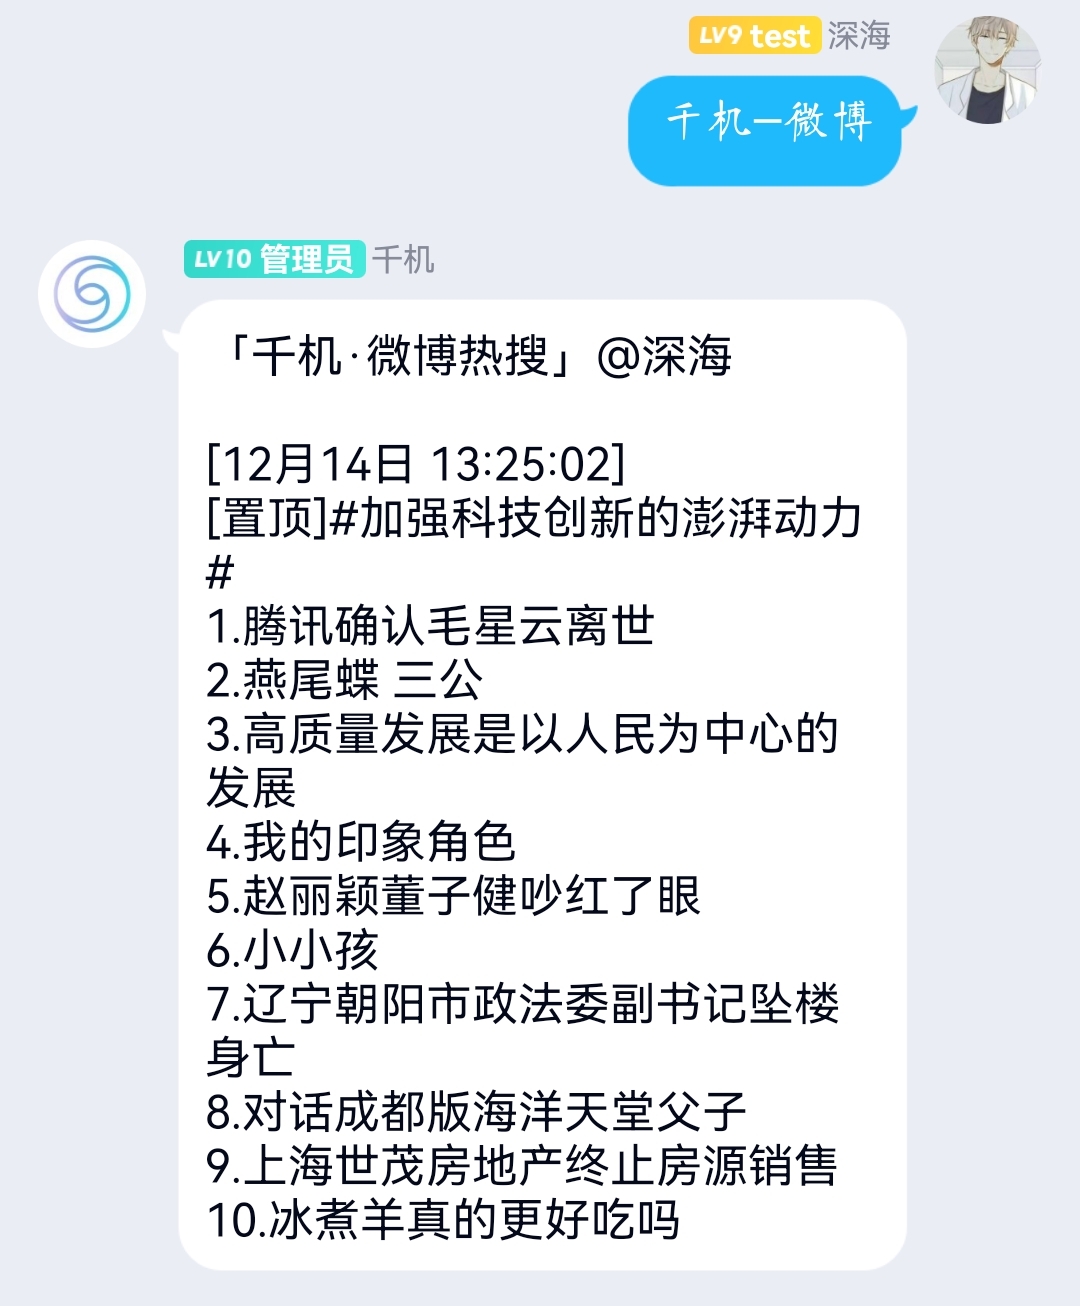 LV9 test 深海
千机—微博
LV10 管理员 千机
「千机·微博热搜」@深海
[12月14日 13:25:02]
[置顶]#加强科技创新的澎湃动力
#
1.腾讯确认毛星云离世
2.燕尾蝶 三公
3.高质量发展是以人民为中心的
发展
4.我的印象角色
5.赵丽颖董子健吵红了眼
6.小小孩
7.辽宁朝阳市政法委副书记坠楼
身亡
8.对话成都版海洋天堂父子
9.上海世茂房地产终止房源销售
10.冰煮羊真的更好吃吗